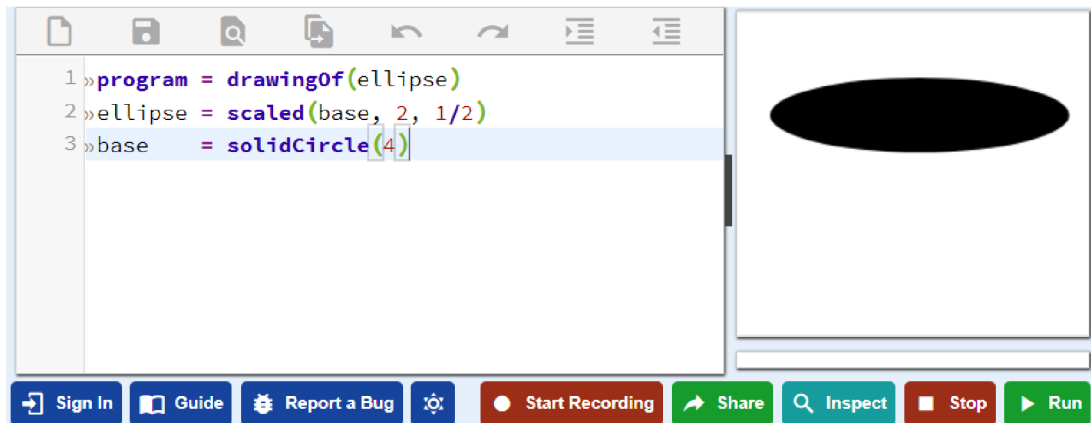 1 »program = drawingOf(ellipse)
2 »ellipse = scaled(base, 2, 1/2)
3 »base    = solidCircle(4)
Sign In Guide Report a Bug Start Recording Share Inspect Stop Run